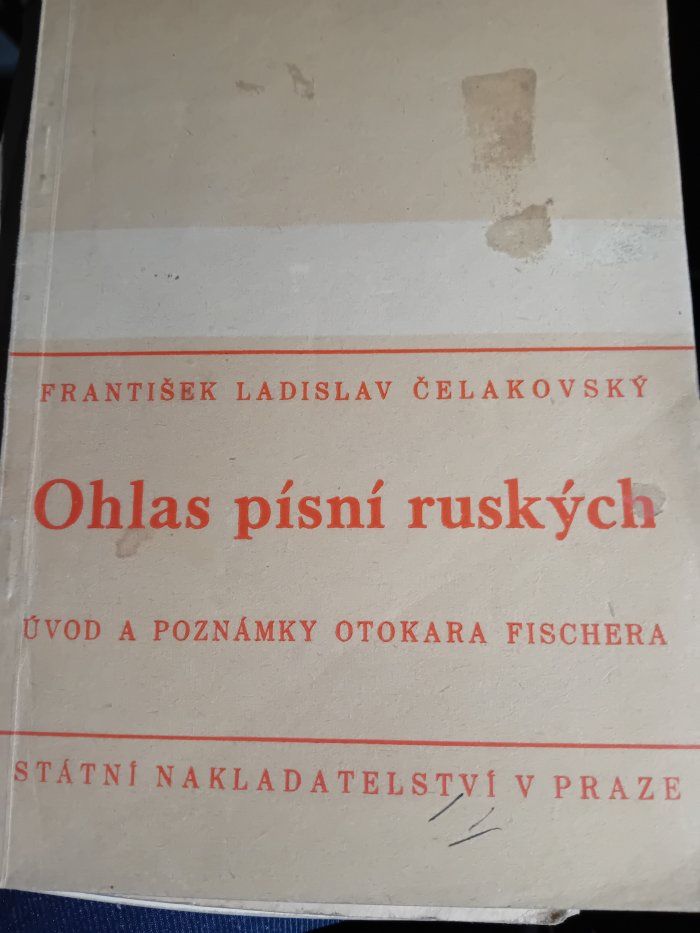 FRANTIŠEK LADISLAV ČELAKOVSKÝ
Ohlas písní ruských
ÚVOD A POZNÁMKY OTOKARA FISCHERA
STÁTNÍ NAKLADATELSTVÍ V PRAZE